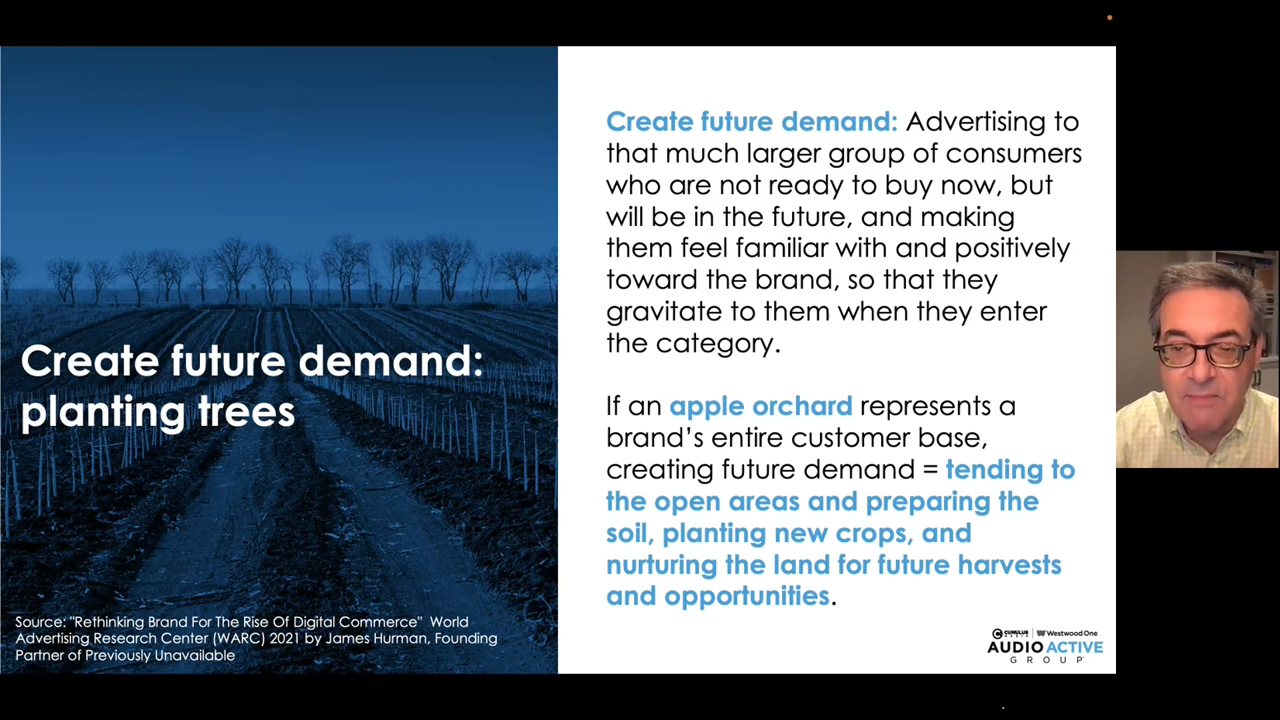 Create future demand:
planting trees
Source: "Rethinking Brand For The Rise Of Digital Commerce" World
Advertising Research Center (WARC) 2021 by James Hurman, Founding
Partner of Previously Unavailable
Create future demand: Advertising to
that much larger group of consumers
who are not ready to buy now, but
will be in the future, and making
them feel familiar with and positively
toward the brand, so that they
gravitate to them when they enter
the category.
If an apple orchard represents a
brand’s entire customer base,
creating future demand = tending to
the open areas and preparing the
soil, planting new crops, and
nurturing the land for future harvests
and opportunities.
CUMULUS MEDIA | Westwood One
AUDIO ACTIVE
GROUP